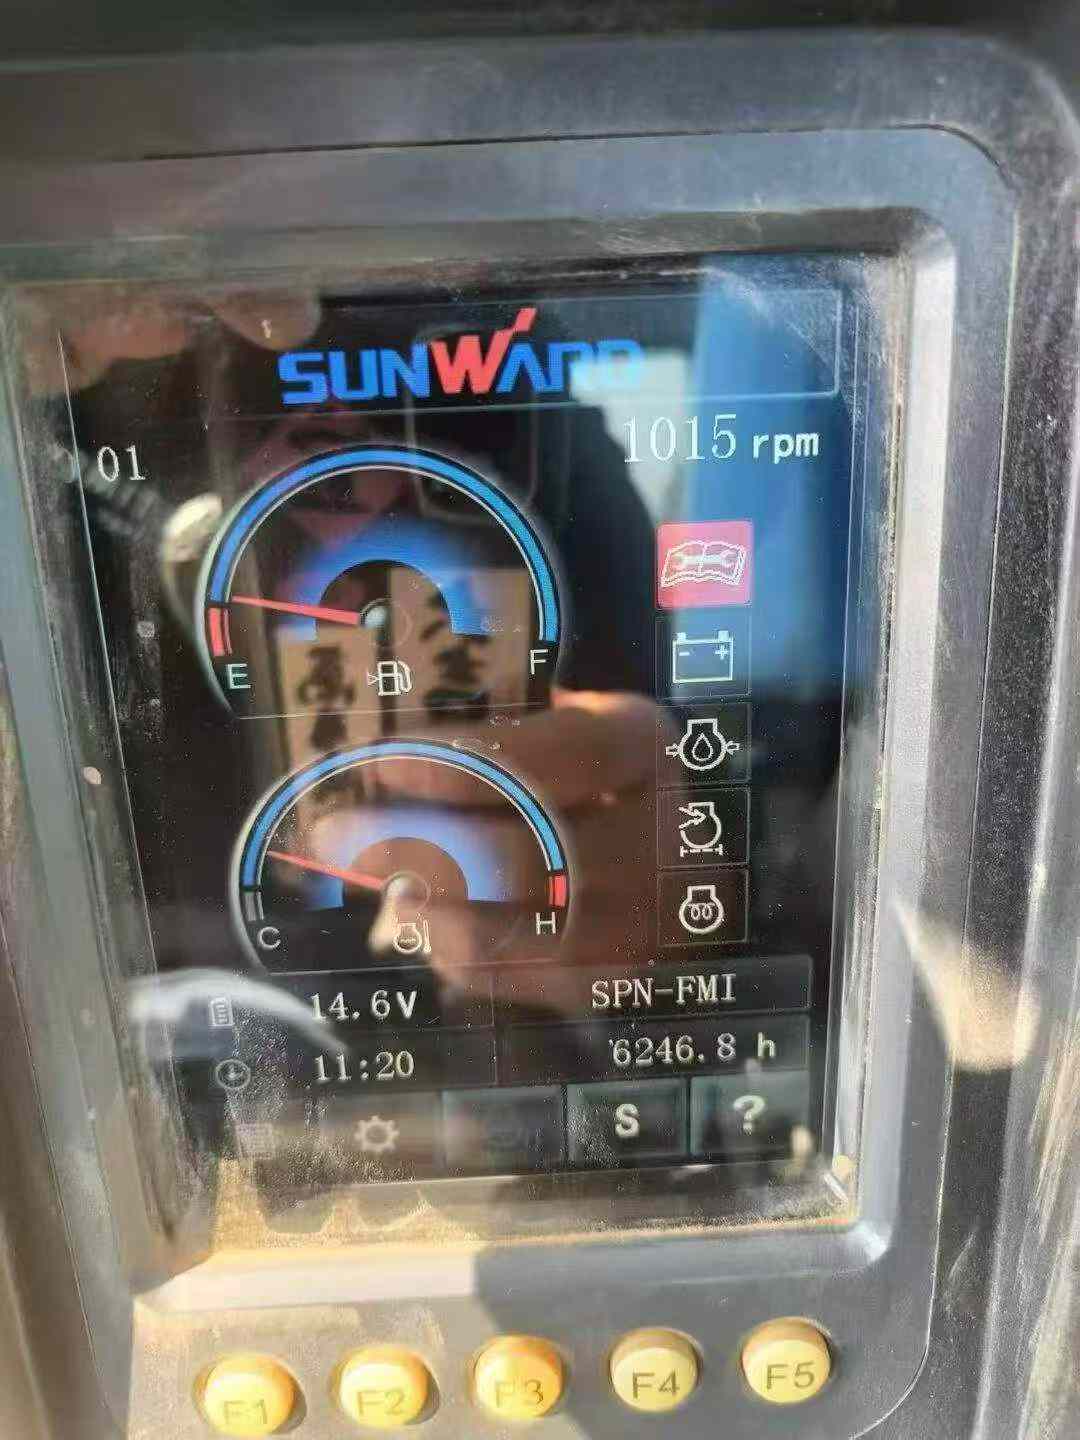 SUNWARD
01
1015 rpm
E
F
C
H
14.6V
SPN-FMI
11:20
6246.8 h
S
?
F1
F2
F3
F4
F5